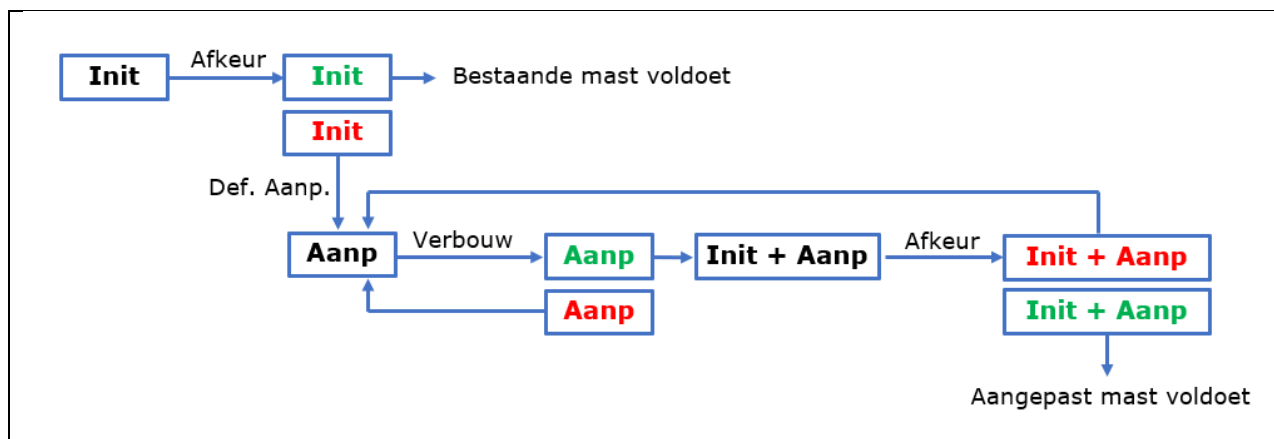 Afkeur
Init
Init
Bestaande mast voldoet
Init
Def. Aanp.
Aanp
Verbouw
Aanp
Init + Aanp
Afkeur
Init + Aanp
Aanp
Init + Aanp
Aangepast mast voldoet